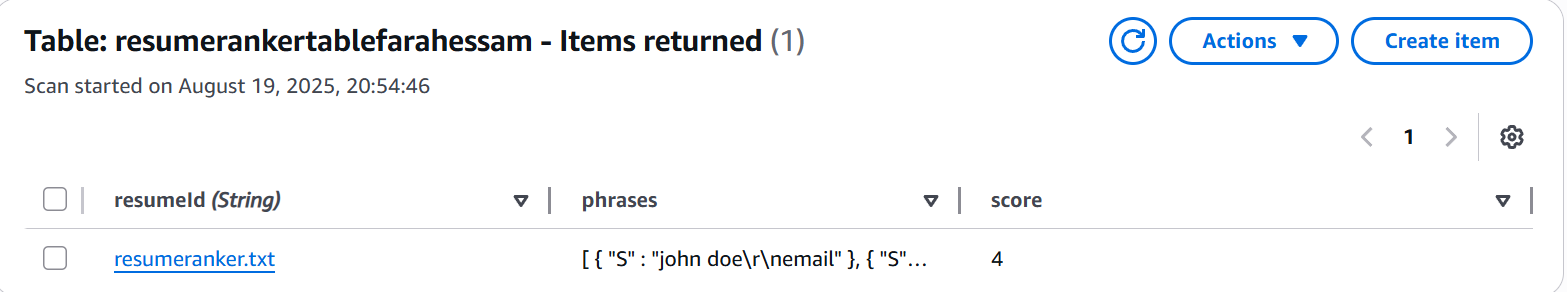 Table: resumerankertablefarahessam - Items returned (1)
Actions
Create item
Scan started on August 19, 2025, 20:54:46
1
resumeId (String) phrases score
resumeranker.txt [ { "S" : "john doe\r\nemail" }, { "S"... 4